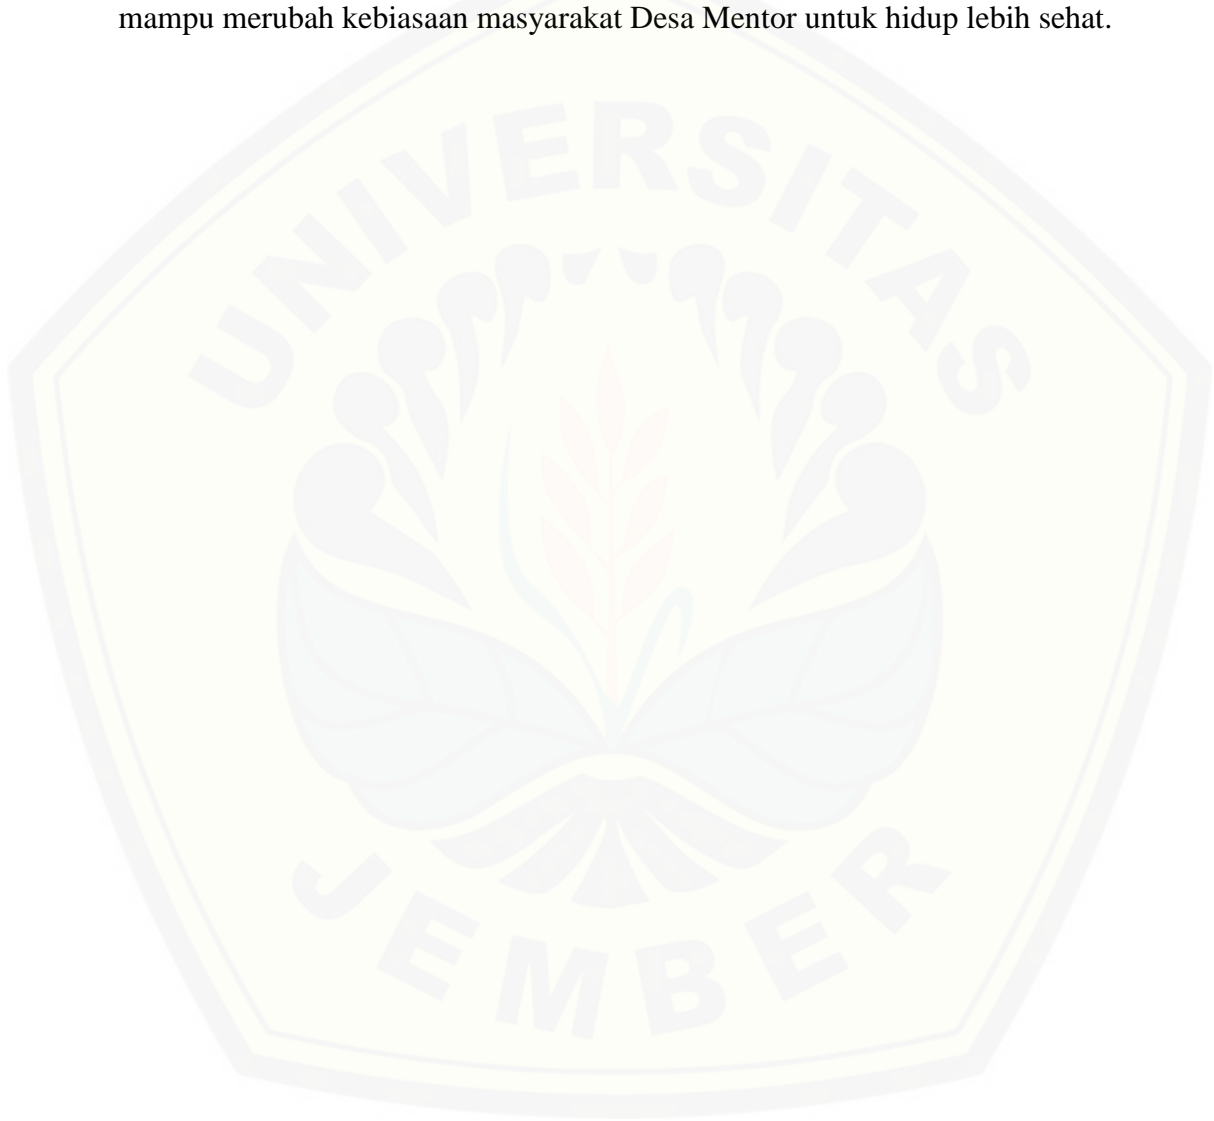 mampu merubah kebiasaan masyarakat Desa Mentor untuk hidup lebih sehat.
UNIVERSITAS
JEMBER